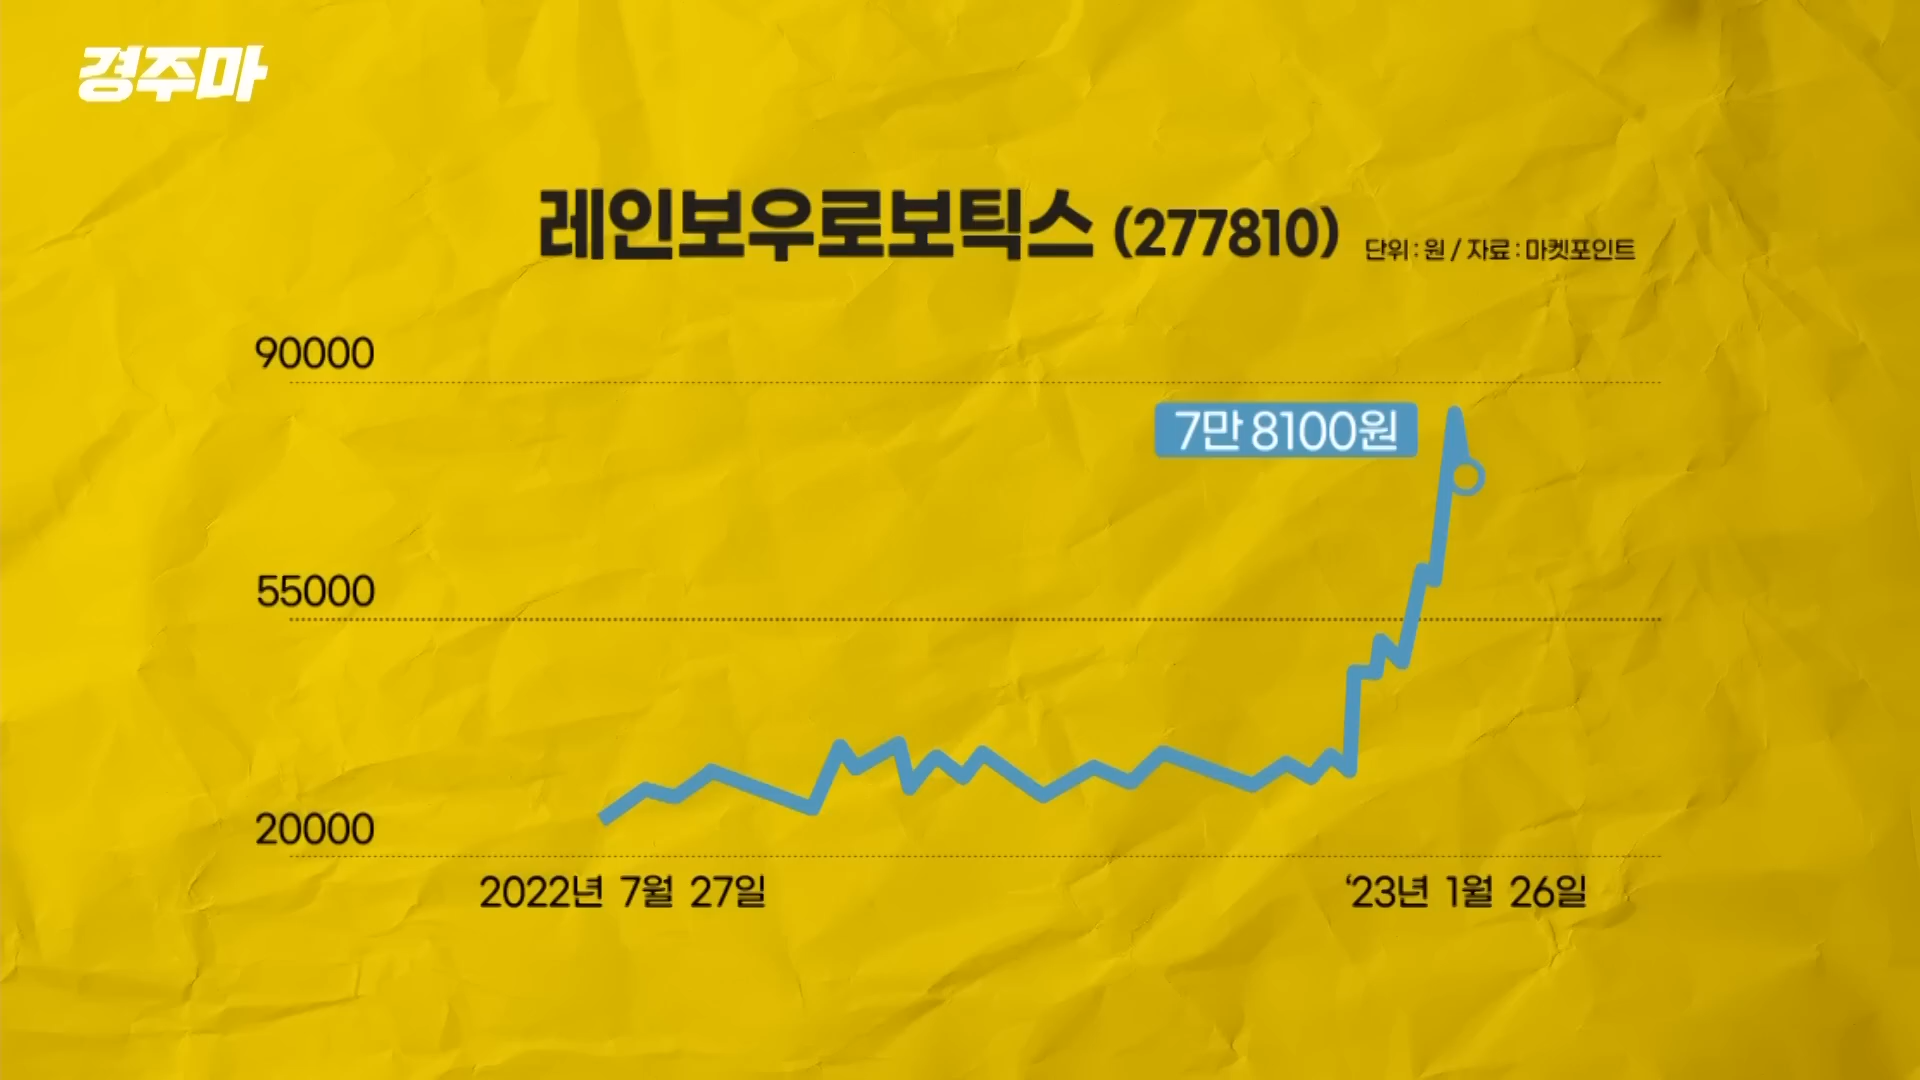 경주마
레인보우로보틱스 (277810) 단위 : 원 / 자료 : 마켓포인트
90000
7만 8100원
55000
20000
2022년 7월 27일 ‘23년 1월 26일